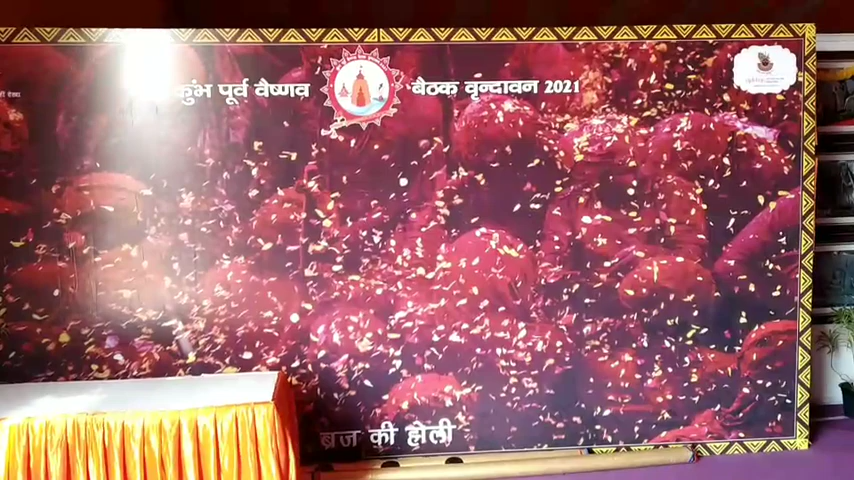 कुंभ पूर्व वैष्णव बैठक वृन्दावन 2021
ब्रज की होली